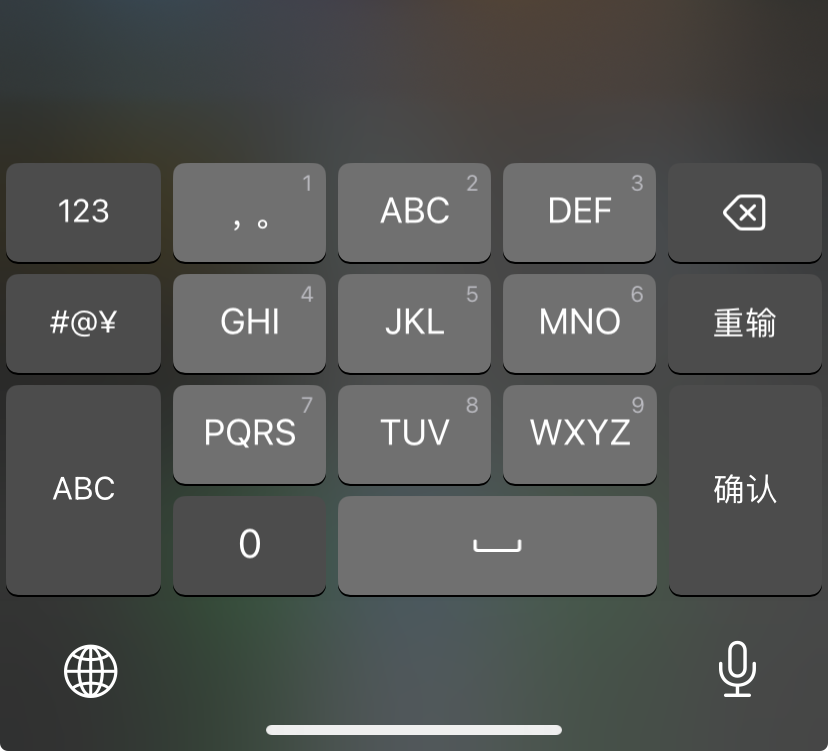 123 , 。 1 ABC 2 DEF 3
#@¥ GHI 4 JKL 5 MNO 6 重输
ABC PQRS 7 TUV 8 WXYZ 9 确认
0